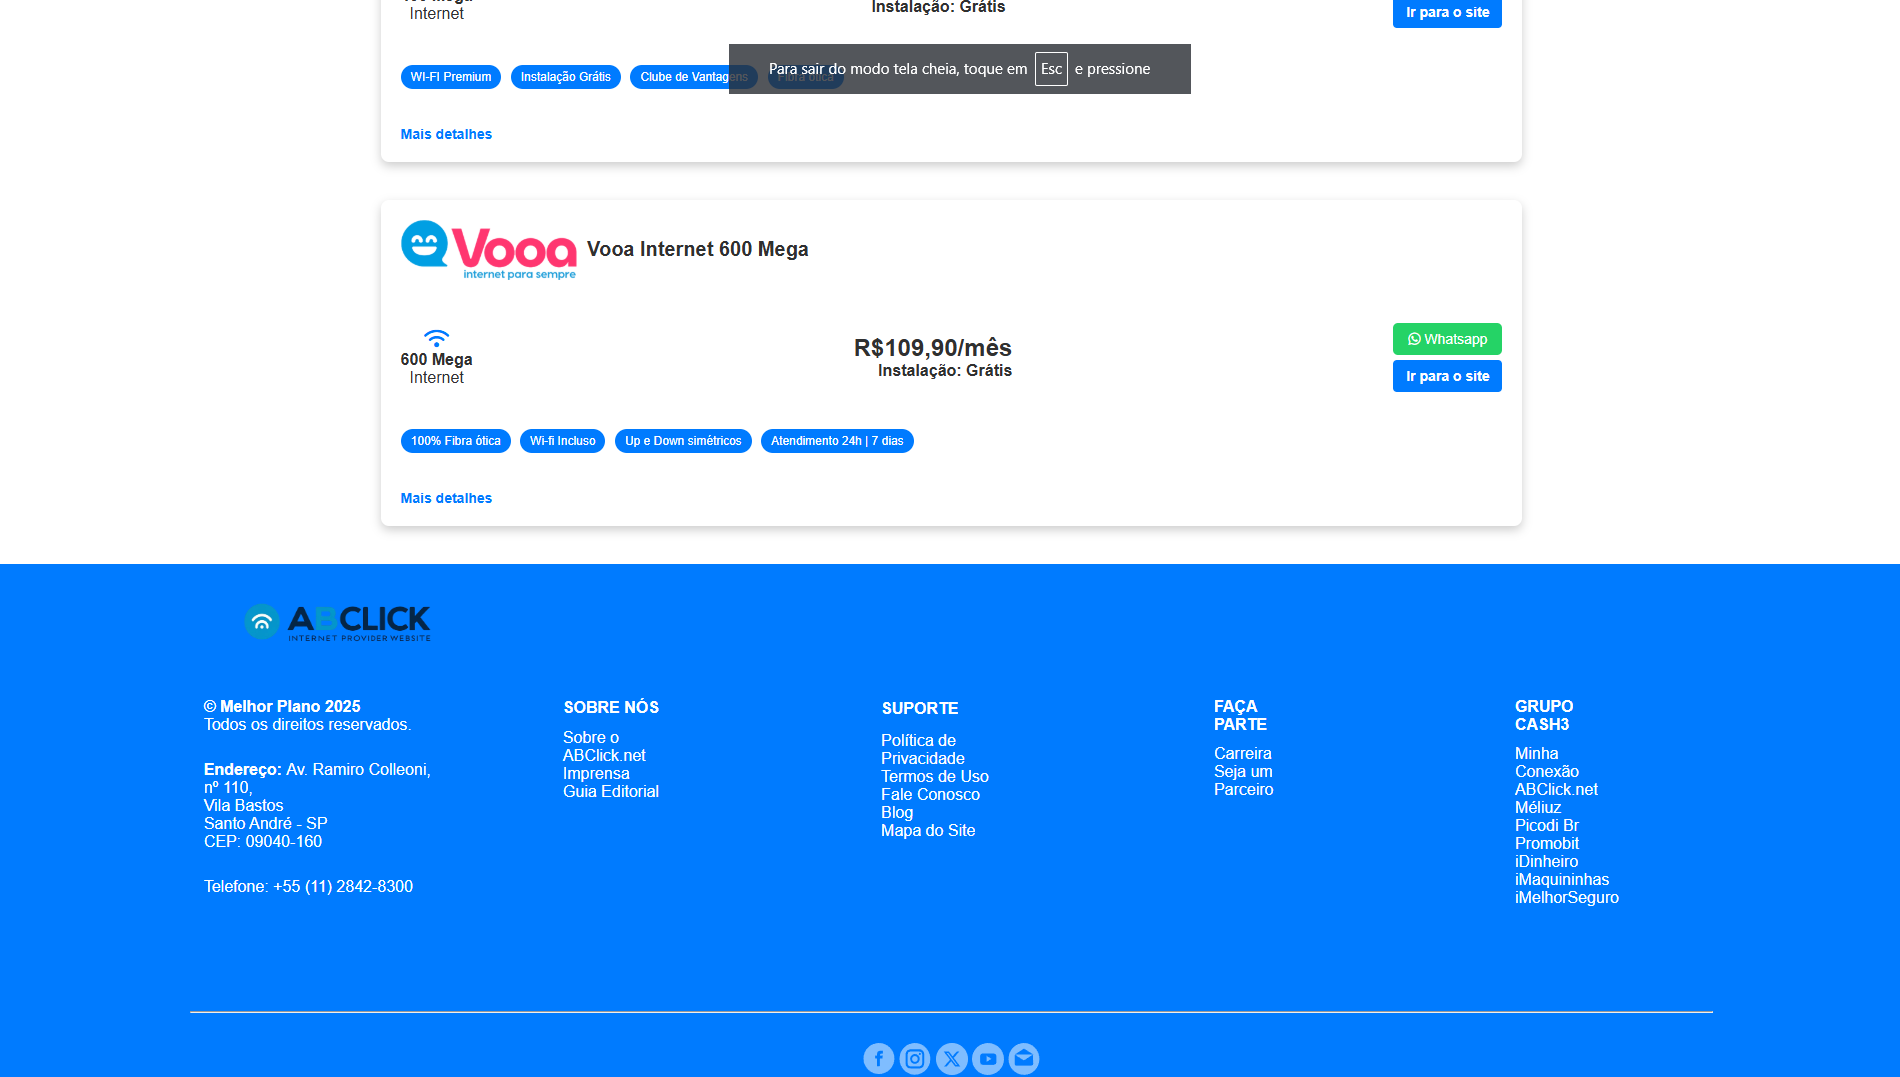 Internet
Instalação: Grátis
Ir para o site
Para sair do modo tela cheia, toque em Esc e pressione
WI-FI Premium
Instalação Grátis
Clube de Vantagens
Fibra ótica
Mais detalhes
Vooa
internet para sempre
Vooa Internet 600 Mega
600 Mega
Internet
R$109,90/mês
Instalação: Grátis
Whatsapp
Ir para o site
100% Fibra ótica
Wi-fi Incluso
Up e Down simétricos
Atendimento 24h | 7 dias
Mais detalhes
ABCLICK
INTERNET PROVIDER WEBSITE
© Melhor Plano 2025
Todos os direitos reservados.
Endereço: Av. Ramiro Colleoni,
nº 110,
Vila Bastos
Santo André - SP
CEP: 09040-160
Telefone: +55 (11) 2842-8300
SOBRE NÓS
Sobre o
ABClick.net
Imprensa
Guia Editorial
SUPORTE
Política de
Privacidade
Termos de Uso
Fale Conosco
Blog
Mapa do Site
FAÇA
PARTE
Carreira
Seja um
Parceiro
GRUPO
CASH3
Minha
Conexão
ABClick.net
Méliuz
Picodi Br
Promobit
iDinheiro
iMaquininhas
iMelhorSeguro